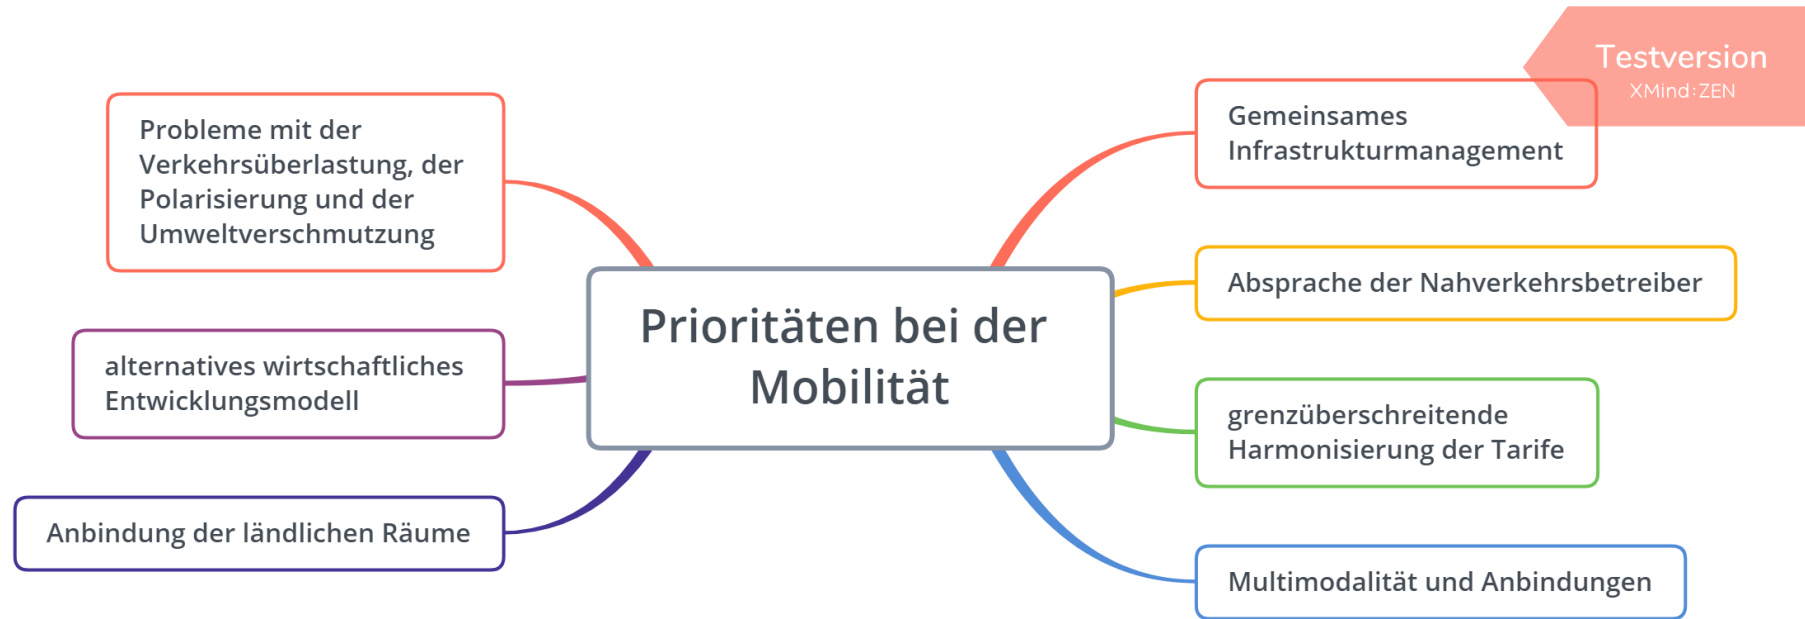 Testversion
XMind:ZEN
Prioritäten bei der
Mobilität
Gemeinsames
Infrastrukturmanagement
Absprache der Nahverkehrsbetreiber
grenzüberschreitende
Harmonisierung der Tarife
Multimodalität und Anbindungen
Probleme mit der
Verkehrsüberlastung, der
Polarisierung und der
Umweltverschmutzung
alternatives wirtschaftliches
Entwicklungsmodell
Anbindung der ländlichen Räume